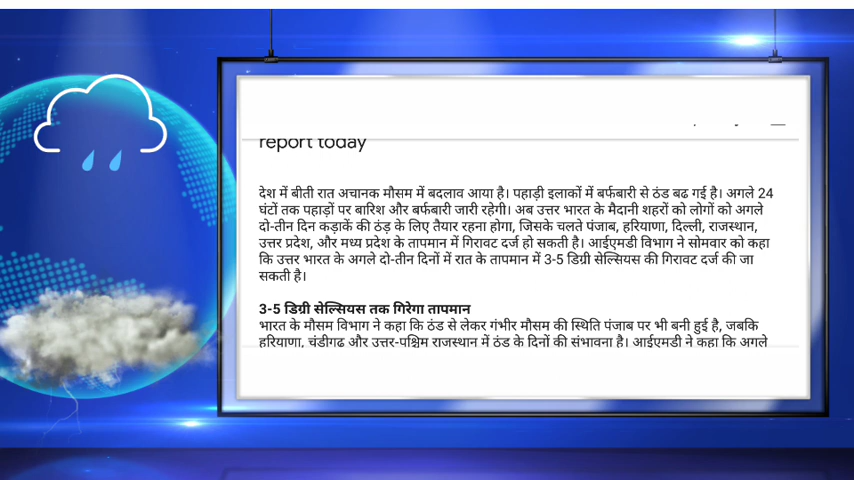 report today
देश में बीती रात अचानक मौसम में बदलाव आया है। पहाड़ी इलाकों में बर्फबारी से ठंड बढ गई है। अगले 24
घंटों तक पहाड़ों पर बारिश और बर्फबारी जारी रहेगी। अब उत्तर भारत के मैदानी शहरों को लोगों को अगले
दो-तीन दिन कड़ाकें की ठंड़ के लिए तैयार रहना होगा, जिसके चलते पंजाब, हरियाणा, दिल्ली, राजस्थान,
उत्तर प्रदेश, और मध्य प्रदेश के तापमान में गिरावट दर्ज हो सकती है। आईएमडी विभाग ने सोमवार को कहा
कि उत्तर भारत के अगले दो-तीन दिनों में रात के तापमान में 3-5 डिग्री सेल्सियस की गिरावट दर्ज की जा
सकती है।
3-5 डिग्री सेल्सियस तक गिरेगा तापमान
भारत के मौसम विभाग ने कहा कि ठंड से लेकर गंभीर मौसम की स्थिति पंजाब पर भी बनी हुई है, जबकि
हरियाणा, चंडीगढ और उत्तर-पश्चिम राजस्थान में ठंड के दिनों की संभावना है। आईएमडी ने कहा कि अगले